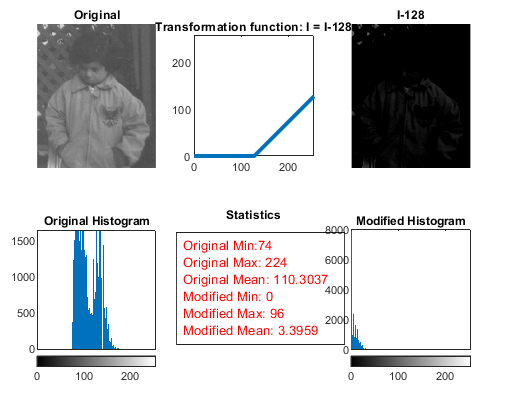 Original
Transformation function: I = I-128
I-128
200
100
0
0 100 200
Original Histogram
1500
1000
500
0
0 100 200
Statistics
Original Min:74
Original Max: 224
Original Mean: 110.3037
Modified Min: 0
Modified Max: 96
Modified Mean: 3.3959
Modified Histogram
8000
6000
4000
2000
0
0 100 200